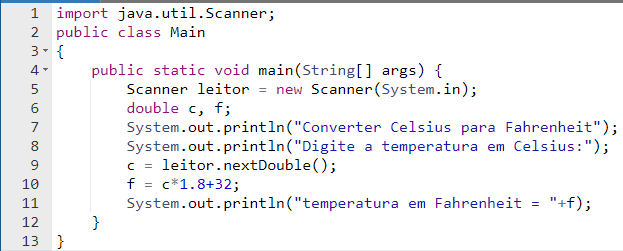 1 import java.util.Scanner;
2 public class Main
3 {
4 public static void main(String[] args) {
5 Scanner leitor = new Scanner(System.in);
6 double c, f;
7 System.out.println("Converter Celsius para Fahrenheit");
8 System.out.println("Digite a temperatura em Celsius:");
9 c = leitor.nextDouble();
10 f = c*1.8+32;
11 System.out.println("temperatura em Fahrenheit = "+f);
12 }
13 }